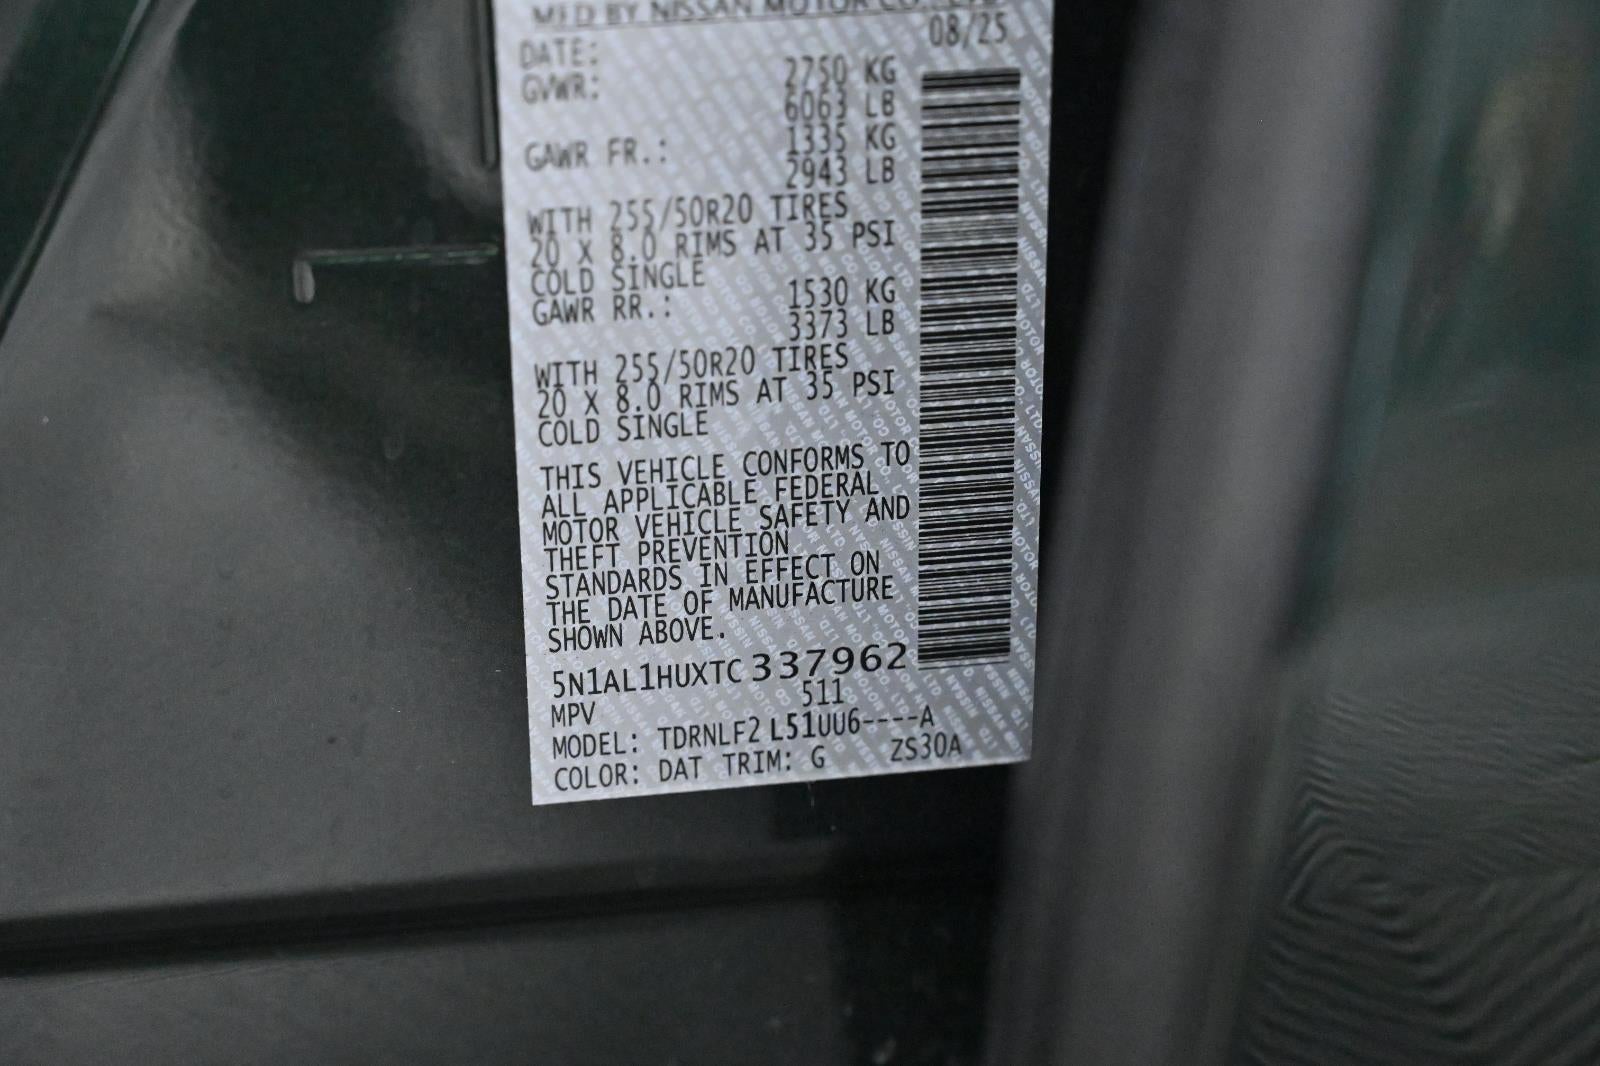 MFD BY NISSAN MOTOR CO., LTD.
DATE: 08/25
GVWR: 2750 KG
6063 LB
GAWR FR.: 1335 KG
2943 LB
WITH 255/50R20 TIRES
20 X 8.0 RIMS AT 35 PSI
COLD SINGLE
GAWR RR.: 1530 KG
3373 LB
WITH 255/50R20 TIRES
20 X 8.0 RIMS AT 35 PSI
COLD SINGLE
THIS VEHICLE CONFORMS TO
ALL APPLICABLE FEDERAL
MOTOR VEHICLE SAFETY AND
THEFT PREVENTION
STANDARDS IN EFFECT ON
THE DATE OF MANUFACTURE
SHOWN ABOVE.
5N1AL1HUXTC337962
MPV 511
MODEL: TDRNLF2 L51UU6----A
COLOR: DAT TRIM: G ZS30A